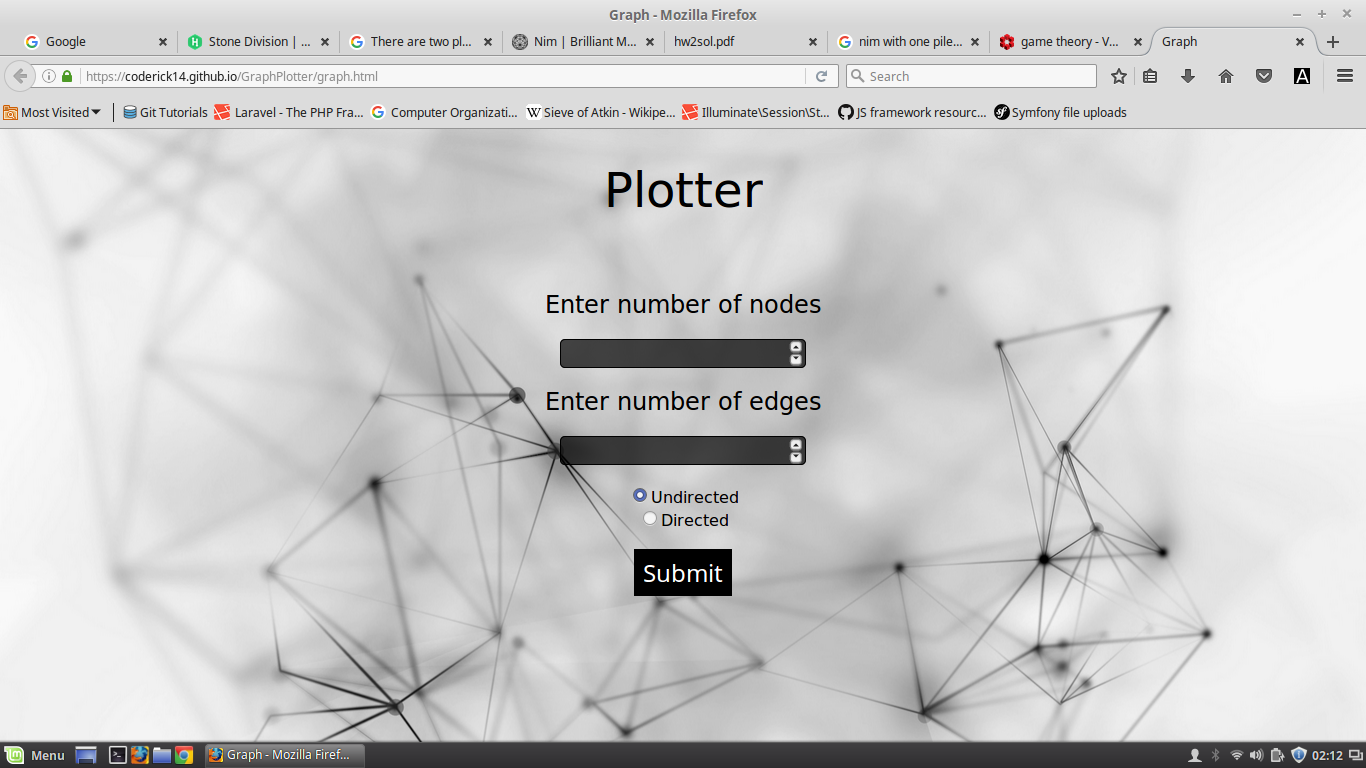 Graph - Mozilla Firefox
Google
Stone Division | ...
There are two pl...
Nim | Brilliant M...
hw2sol.pdf
nim with one pile...
game theory - V...
Graph
https://coderick14.github.io/GraphPlotter/graph.html
Search
A
Most Visited
Git Tutorials
Laravel - The PHP Fra...
Computer Organizati...
W Sieve of Atkin - Wikipe...
Illuminate\Session\St...
JS framework resourc...
Symfony file uploads
Plotter
Enter number of nodes
Enter number of edges
Undirected
Directed
Submit
Menu
Graph - Mozilla Firef...
02:12